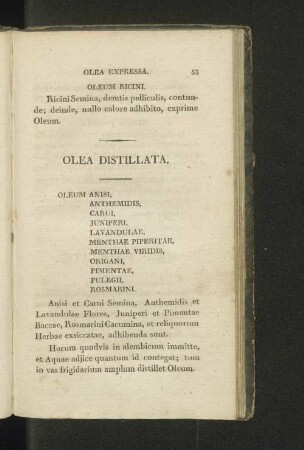 OLEA EXPRESSA. 53
OLEUM RICINI.
Ricini Semina, demtis pelliculis, contun-
de; deinde, nullo calore adhibito, exprime
Oleum.
OLEA DISTILLATA.
OLEUM ANISI,
ANTHEMIDIS,
CARUI,
JUNIPERI,
LAVANDULAE,
MENTHAE PIPERITAE,
MENTHAE VIRIDIS,
ORIGANI,
PIMENTAE,
PULEGII,
ROSMARINI.
Anisi et Carui Semina, Anthemidis et
Lavandulae Flores, Juniperi et Pimentae
Baccae, Rosmarini Cacumina, et reliquorum
Herbae exsiccatae, adhibenda sunt.
Horum quodvis in alembicum immitte,
et Aquae adjice quantum id contegat; tum
in vas frigidarium amplum distillet Oleum.